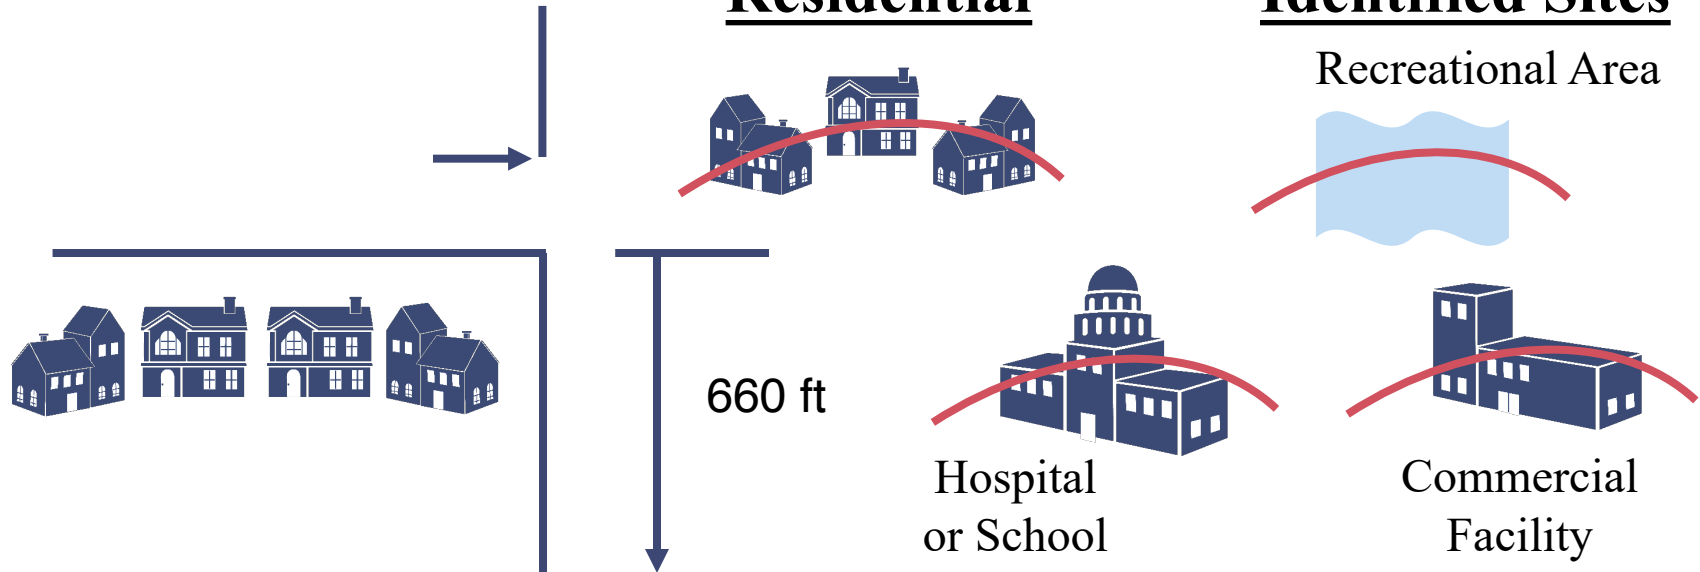 Residential
Identified Sites
Recreational Area
660 ft
Hospital
or School
Commercial
Facility